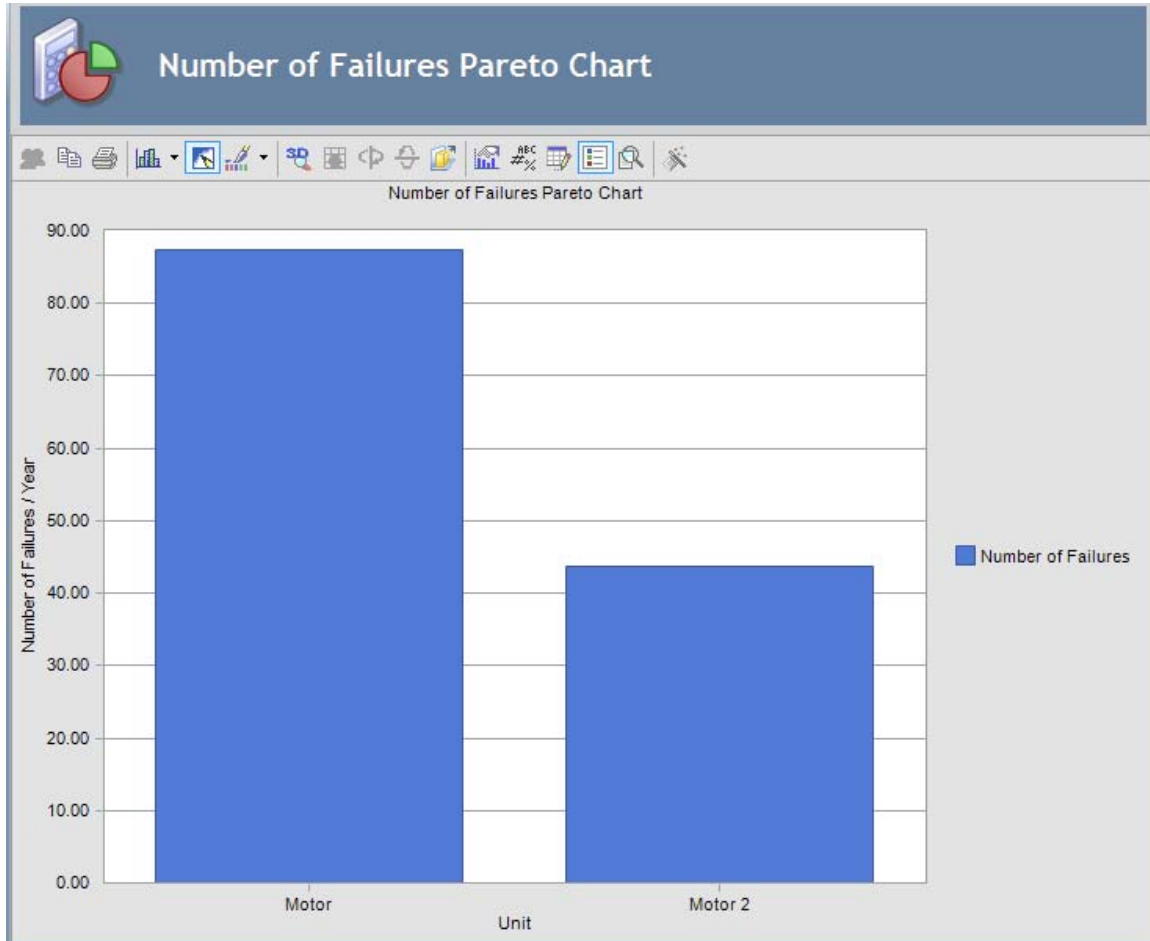 Number of Failures Pareto Chart
3D
ABC
#%
Number of Failures Pareto Chart
Number of Failures / Year
90.00
80.00
70.00
60.00
50.00
40.00
30.00
20.00
10.00
0.00
Motor
Motor 2
Unit
Number of Failures